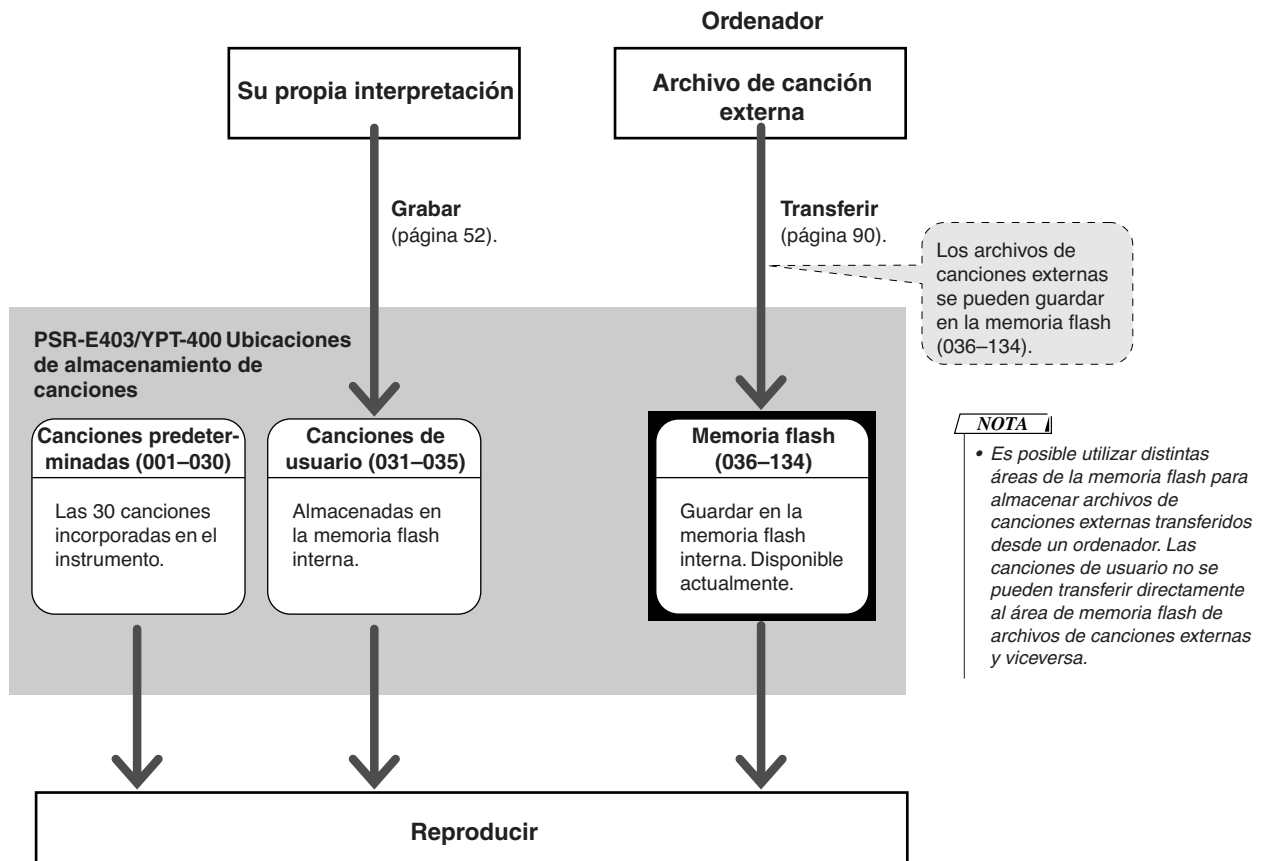 Ordenador
Su propia interpretación
Archivo de canción
externa
Grabar
(página 52).
Transferir
(página 90).
Los archivos de
canciones externas
se pueden guardar
en la memoria flash
(036–134).
PSR-E403/YPT-400 Ubicaciones
de almacenamiento de
canciones
Canciones predeter-
minadas (001–030)
Las 30 canciones
incorporadas en el
instrumento.
Canciones de
usuario (031–035)
Almacenadas en
la memoria flash
interna.
Memoria flash
(036–134)
Guardar en la
memoria flash
interna. Disponible
actualmente.
NOTA
• Es posible utilizar distintas
áreas de la memoria flash para
almacenar archivos de
canciones externas transferidos
desde un ordenador. Las
canciones de usuario no se
pueden transferir directamente
al área de memoria flash de
archivos de canciones externas
y viceversa.
Reproducir